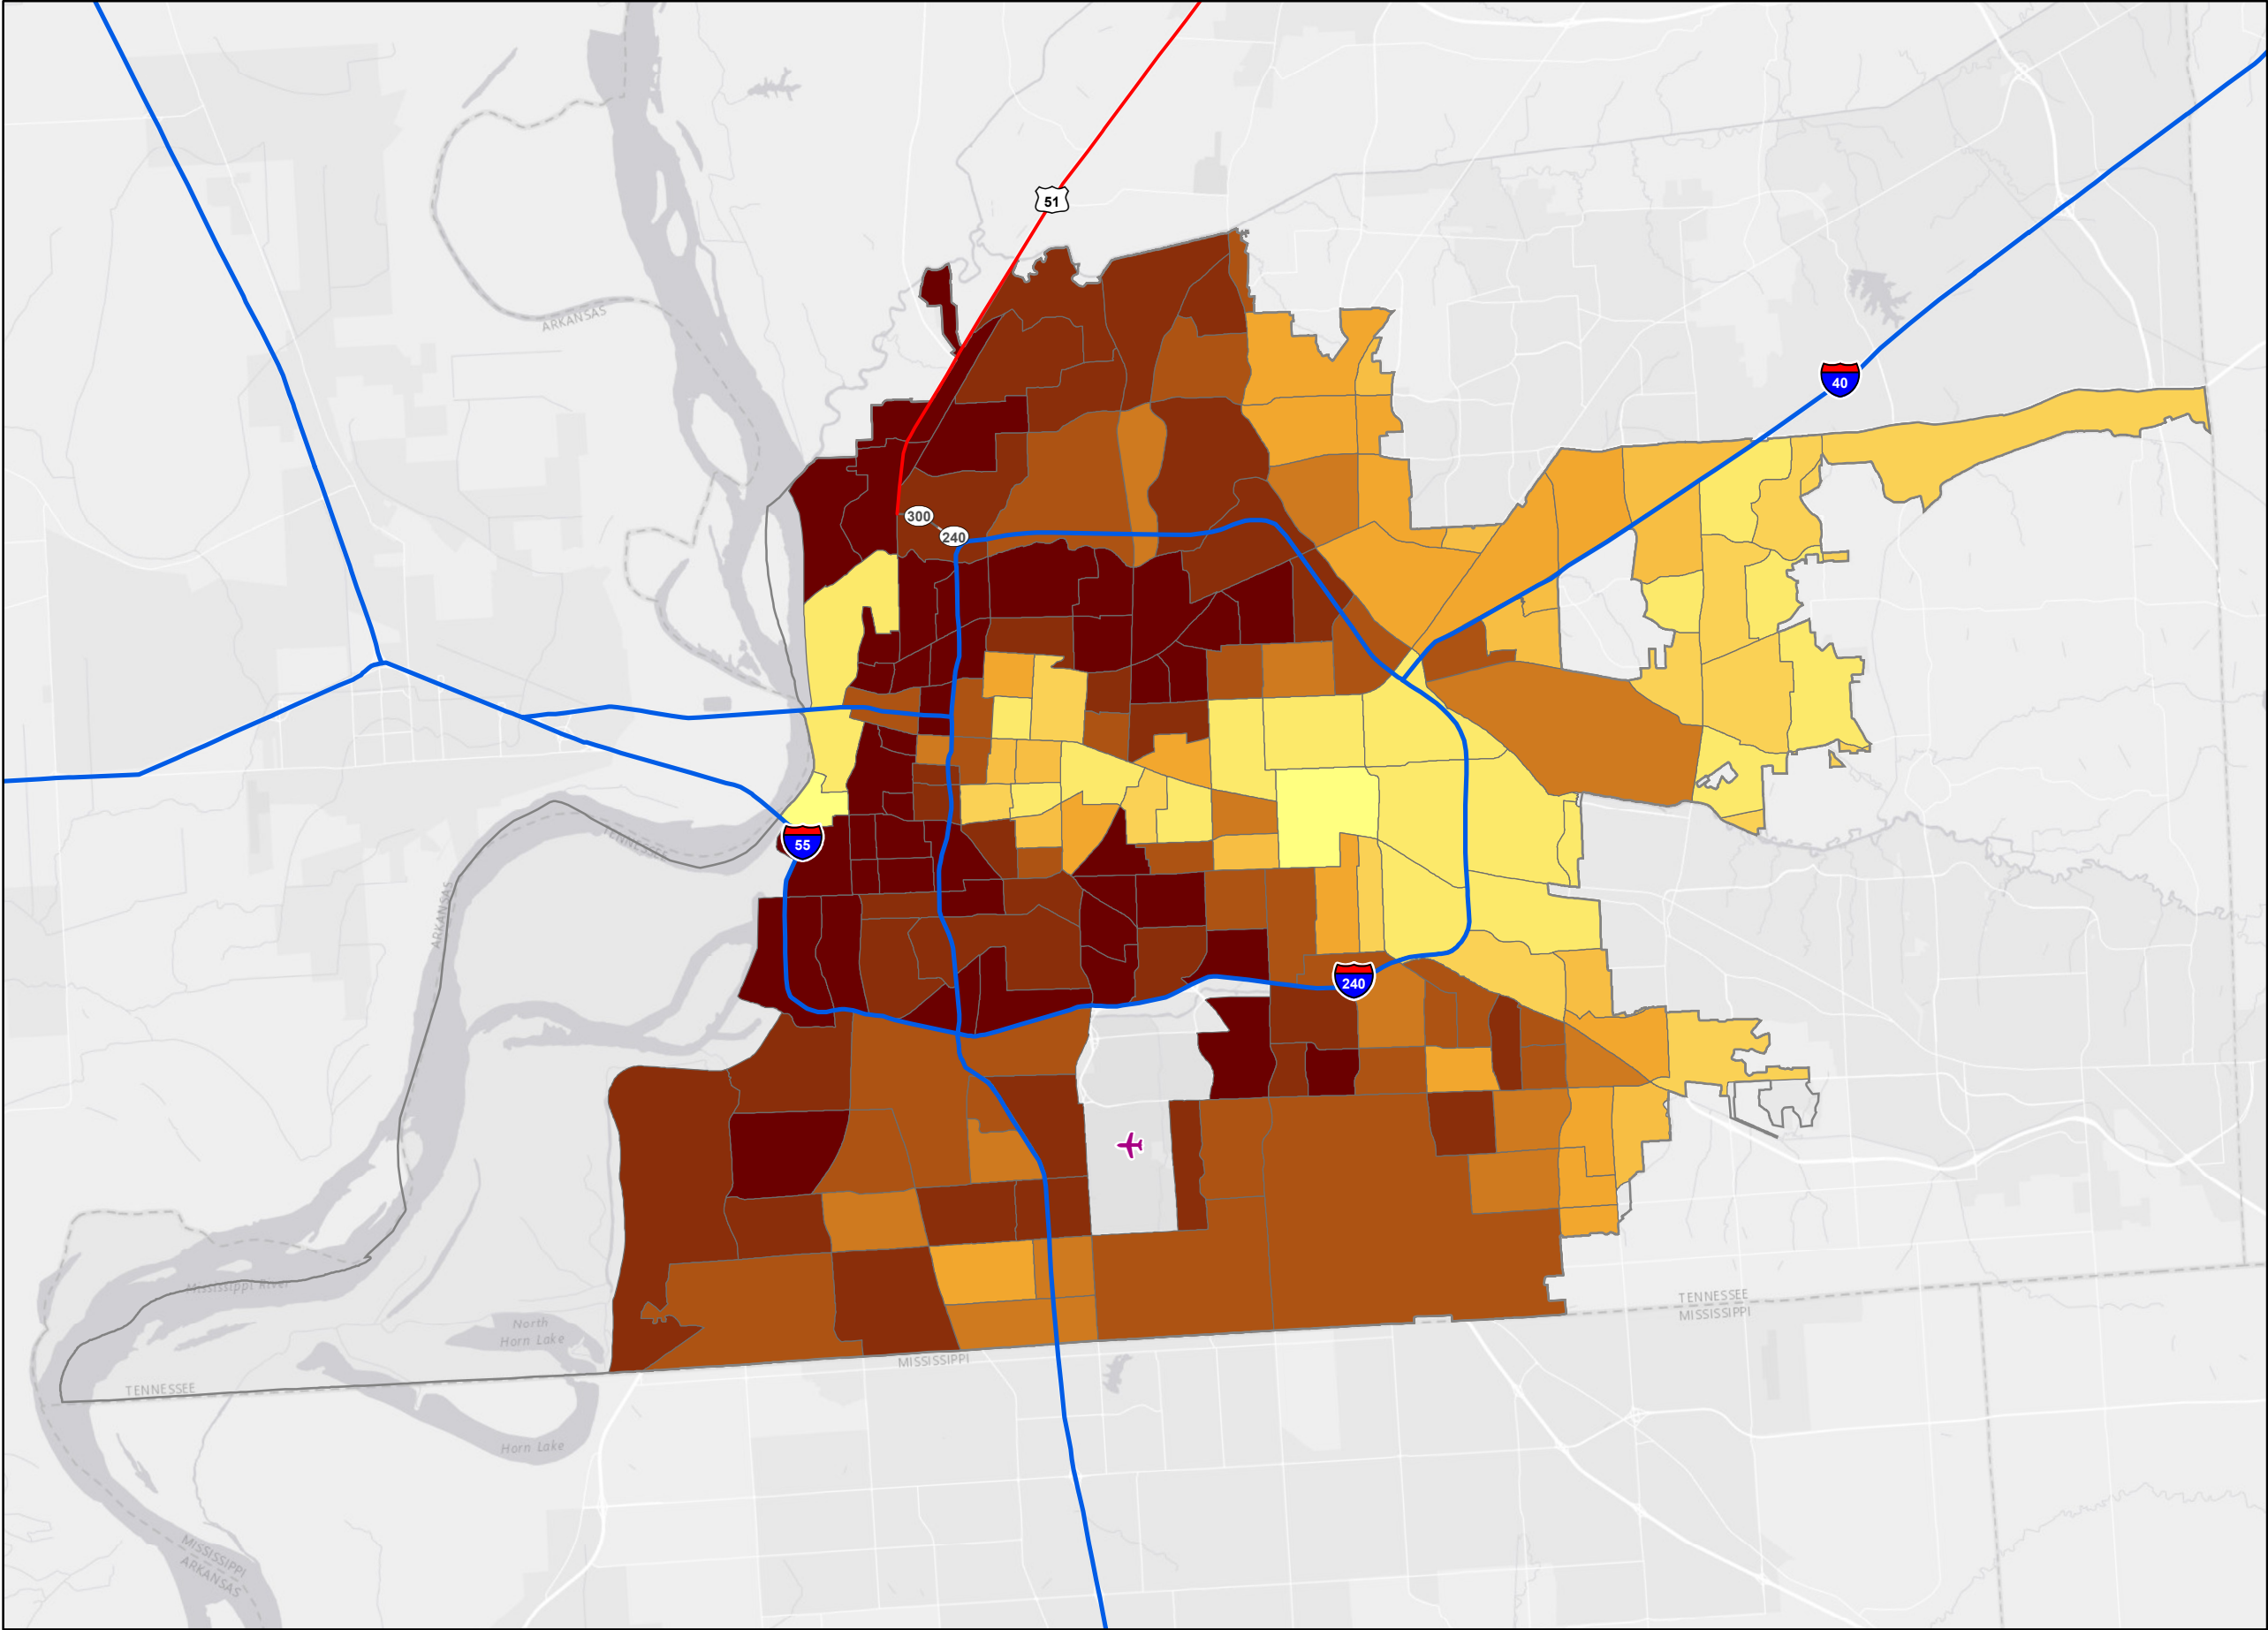 51
ARKANSAS
40
300
240
55
TENNESSEE
ARKANSAS
240
Mississippi River
TENNESSEE
MISSISSIPPI
North
Horn Lake
MISSISSIPPI
TENNESSEE
Horn Lake
MISSISSIPPI
ARKANSAS